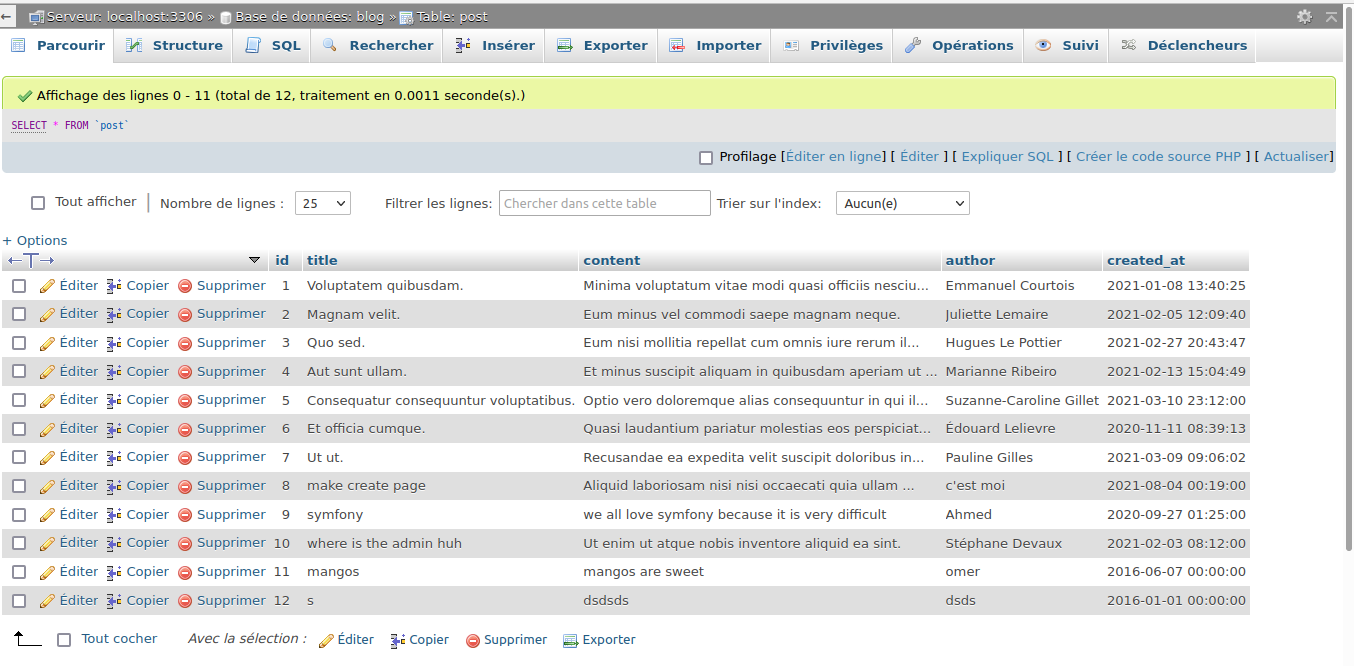 Serveur: localhost:3306 » Base de données: blog » Table: post
Parcourir Structure SQL Rechercher Insérer Exporter Importer Privilèges Opérations Suivi Déclencheurs
Affichage des lignes 0 - 11 (total de 12, traitement en 0.0011 seconde(s).)
SELECT * FROM `post`
Profilage [Éditer en ligne] [ Éditer ] [ Expliquer SQL ] [ Créer le code source PHP ] [ Actualiser]
Tout afficher | Nombre de lignes : 25 Filtrer les lignes: Chercher dans cette table Trier sur l'index: Aucun(e)
+ Options
←T→ id title content author created_at
Éditer Copier Supprimer 1 Voluptatem quibusdam. Minima voluptatum vitae modi quasi officiis nesciu... Emmanuel Courtois 2021-01-08 13:40:25
Éditer Copier Supprimer 2 Magnam velit. Eum minus vel commodi saepe magnam neque. Juliette Lemaire 2021-02-05 12:09:40
Éditer Copier Supprimer 3 Quo sed. Eum nisi mollitia repellat cum omnis iure rerum il... Hugues Le Pottier 2021-02-27 20:43:47
Éditer Copier Supprimer 4 Aut sunt ullam. Et minus suscipit aliquam in quibusdam aperiam ut ... Marianne Ribeiro 2021-02-13 15:04:49
Éditer Copier Supprimer 5 Consequatur consequuntur voluptatibus. Optio vero doloremque alias consequuntur in qui il... Suzanne-Caroline Gillet 2021-03-10 23:12:00
Éditer Copier Supprimer 6 Et officia cumque. Quasi laudantium pariatur molestias eos perspiciat... Édouard Lelievre 2020-11-11 08:39:13
Éditer Copier Supprimer 7 Ut ut. Recusandae ea expedita velit suscipit doloribus in... Pauline Gilles 2021-03-09 09:06:02
Éditer Copier Supprimer 8 make create page Aliquid laboriosam nisi nisi occaecati quia ullam ... c'est moi 2021-08-04 00:19:00
Éditer Copier Supprimer 9 symfony we all love symfony because it is very difficult Ahmed 2020-09-27 01:25:00
Éditer Copier Supprimer 10 where is the admin huh Ut enim ut atque nobis inventore aliquid ea sint. Stéphane Devaux 2021-02-03 08:12:00
Éditer Copier Supprimer 11 mangos mangos are sweet omer 2016-06-07 00:00:00
Éditer Copier Supprimer 12 s dsdsds dsds 2016-01-01 00:00:00
Tout cocher Avec la sélection : Éditer Copier Supprimer Exporter